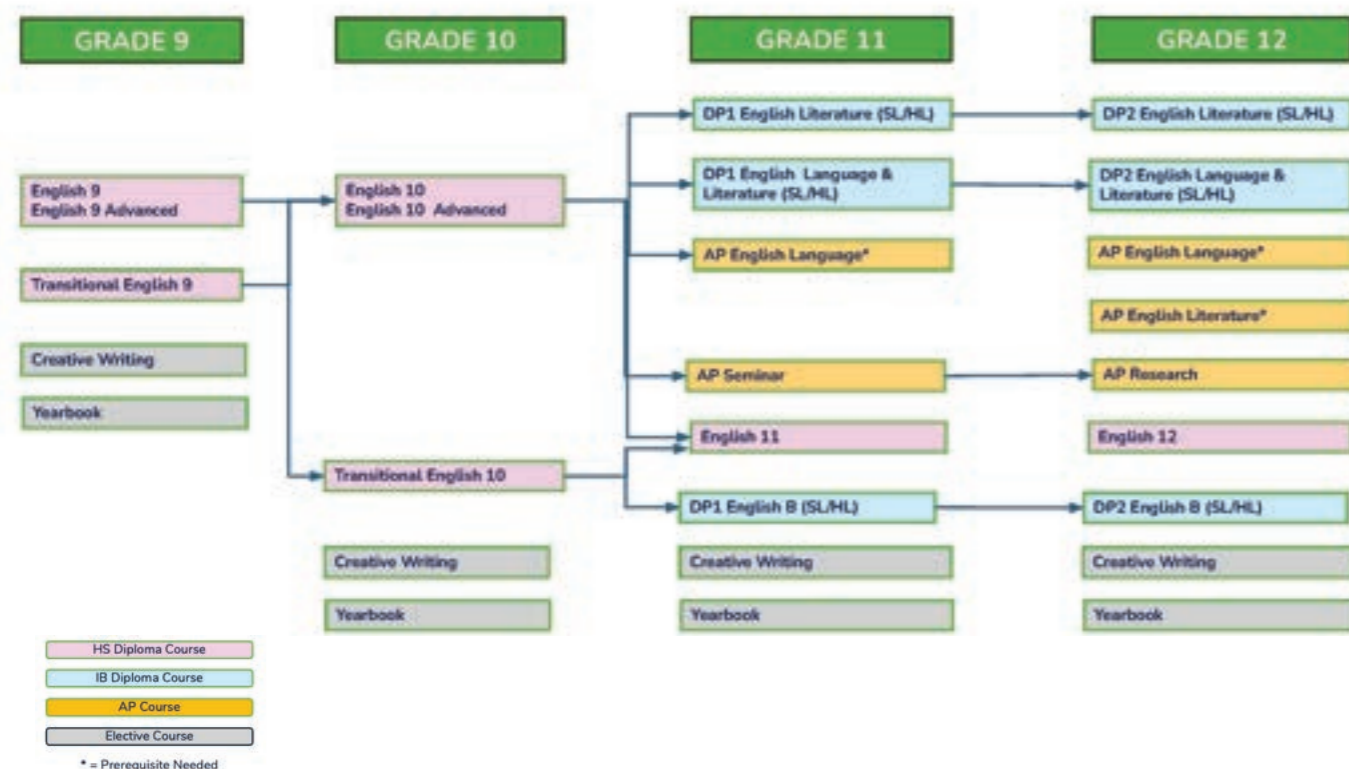 GRADE 9
English 9
English 9 Advanced
Transitional English 9
Creative Writing
Yearbook
GRADE 10
English 10
English 10 Advanced
Transitional English 10
Creative Writing
Yearbook
GRADE 11
DP1 English Literature (SL/HL)
DP1 English Language &
Literature (SL/HL)
AP English Language*
AP Seminar
English 11
DP1 English B (SL/HL)
Creative Writing
Yearbook
GRADE 12
DP2 English Literature (SL/HL)
DP2 English Language &
Literature (SL/HL)
AP English Language*
AP English Literature*
AP Research
English 12
DP2 English B (SL/HL)
Creative Writing
Yearbook
HS Diploma Course
IB Diploma Course
AP Course
Elective Course
* = Prerequisite Needed